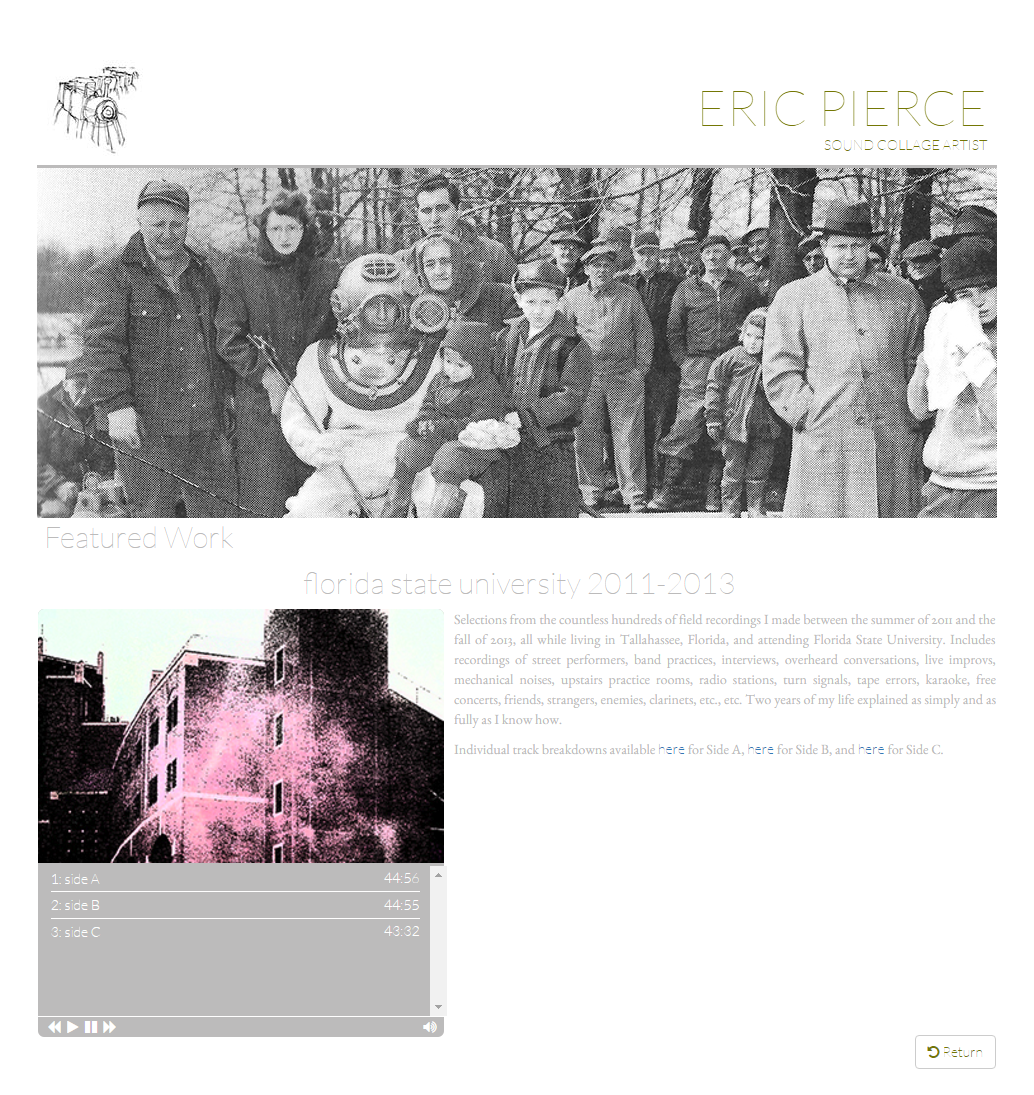 ERIC PIERCE
SOUND COLLAGE ARTIST
Featured Work
florida state university 2011-2013
Selections from the countless hundreds of field recordings I made between the summer of 2011 and the
fall of 2013, all while living in Tallahassee, Florida, and attending Florida State University. Includes
recordings of street performers, band practices, interviews, overheard conversations, live improvs,
mechanical noises, upstairs practice rooms, radio stations, turn signals, tape errors, karaoke, free
concerts, friends, strangers, enemies, clarinets, etc., etc. Two years of my life explained as simply and as
fully as I know how.
Individual track breakdowns available here for Side A, here for Side B, and here for Side C.
1: side A 44:56
2: side B 44:55
3: side C 43:32
Return